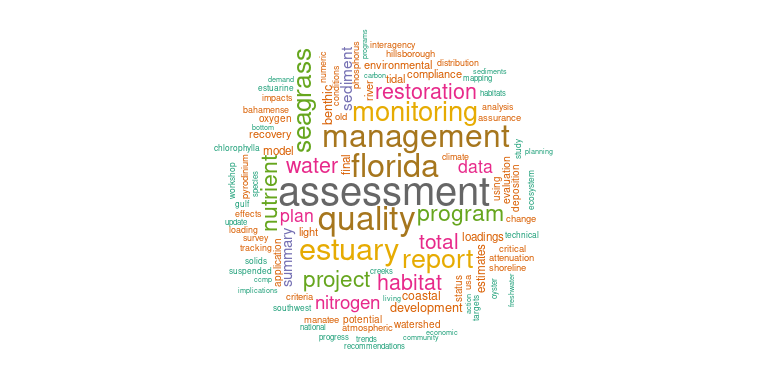 programs
interagency
hillsborough
numeric
conditions
phosphorus
environmental
distribution
seagrass
sediment
carbon
tidal
compliance
sediments
mapping
demand
estuarine
benthic
river
restoration
habitats
impacts
bahamense
oxygen
old
monitoring
analysis
assurance
bottom
recovery
management
chlorophylla
model
final
florida
climate
study
planning
workshop
pyrodinium
species
nutrient
water
data
using
evaluation
deposition
ecosystem
assessment
gulf
effects
update
plan
quality
program
change
loading
light
survey
tracking
summary
estuary
total
loadings
technical
critical
report
estimates
attenuation
shoreline
solids
suspended
ccmp
application
creeks
implications
project
habitat
status
usa
oyster
freshwater
criteria
living
coastal
action
targets
southwest
nitrogen
development
manatee
potential
watershed
national
atmospheric
economic
progress
trends
community
recommendations